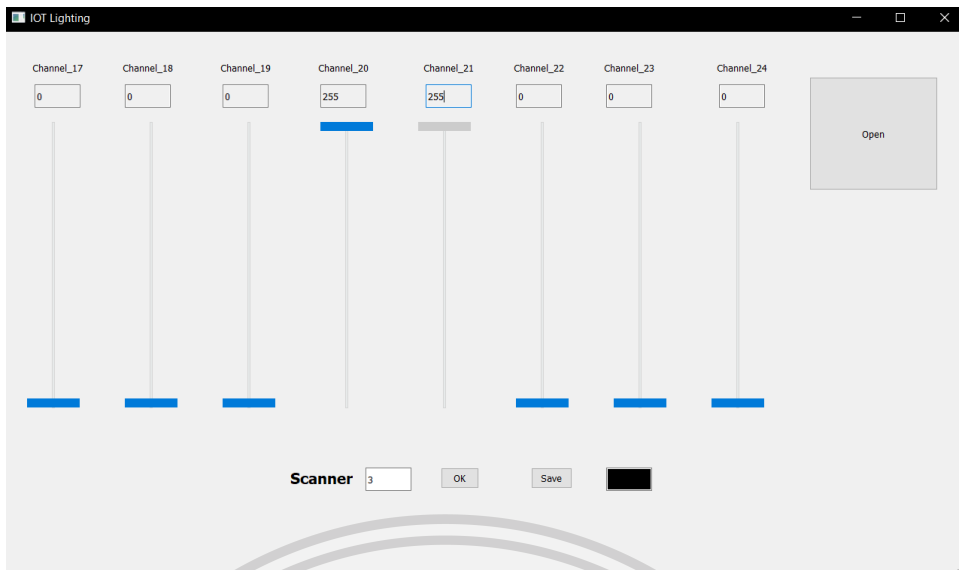 IOT Lighting
Channel_17 Channel_18 Channel_19 Channel_20 Channel_21 Channel_22 Channel_23 Channel_24
0 0 0 255 255 0 0 0
Open
Scanner 3 OK Save